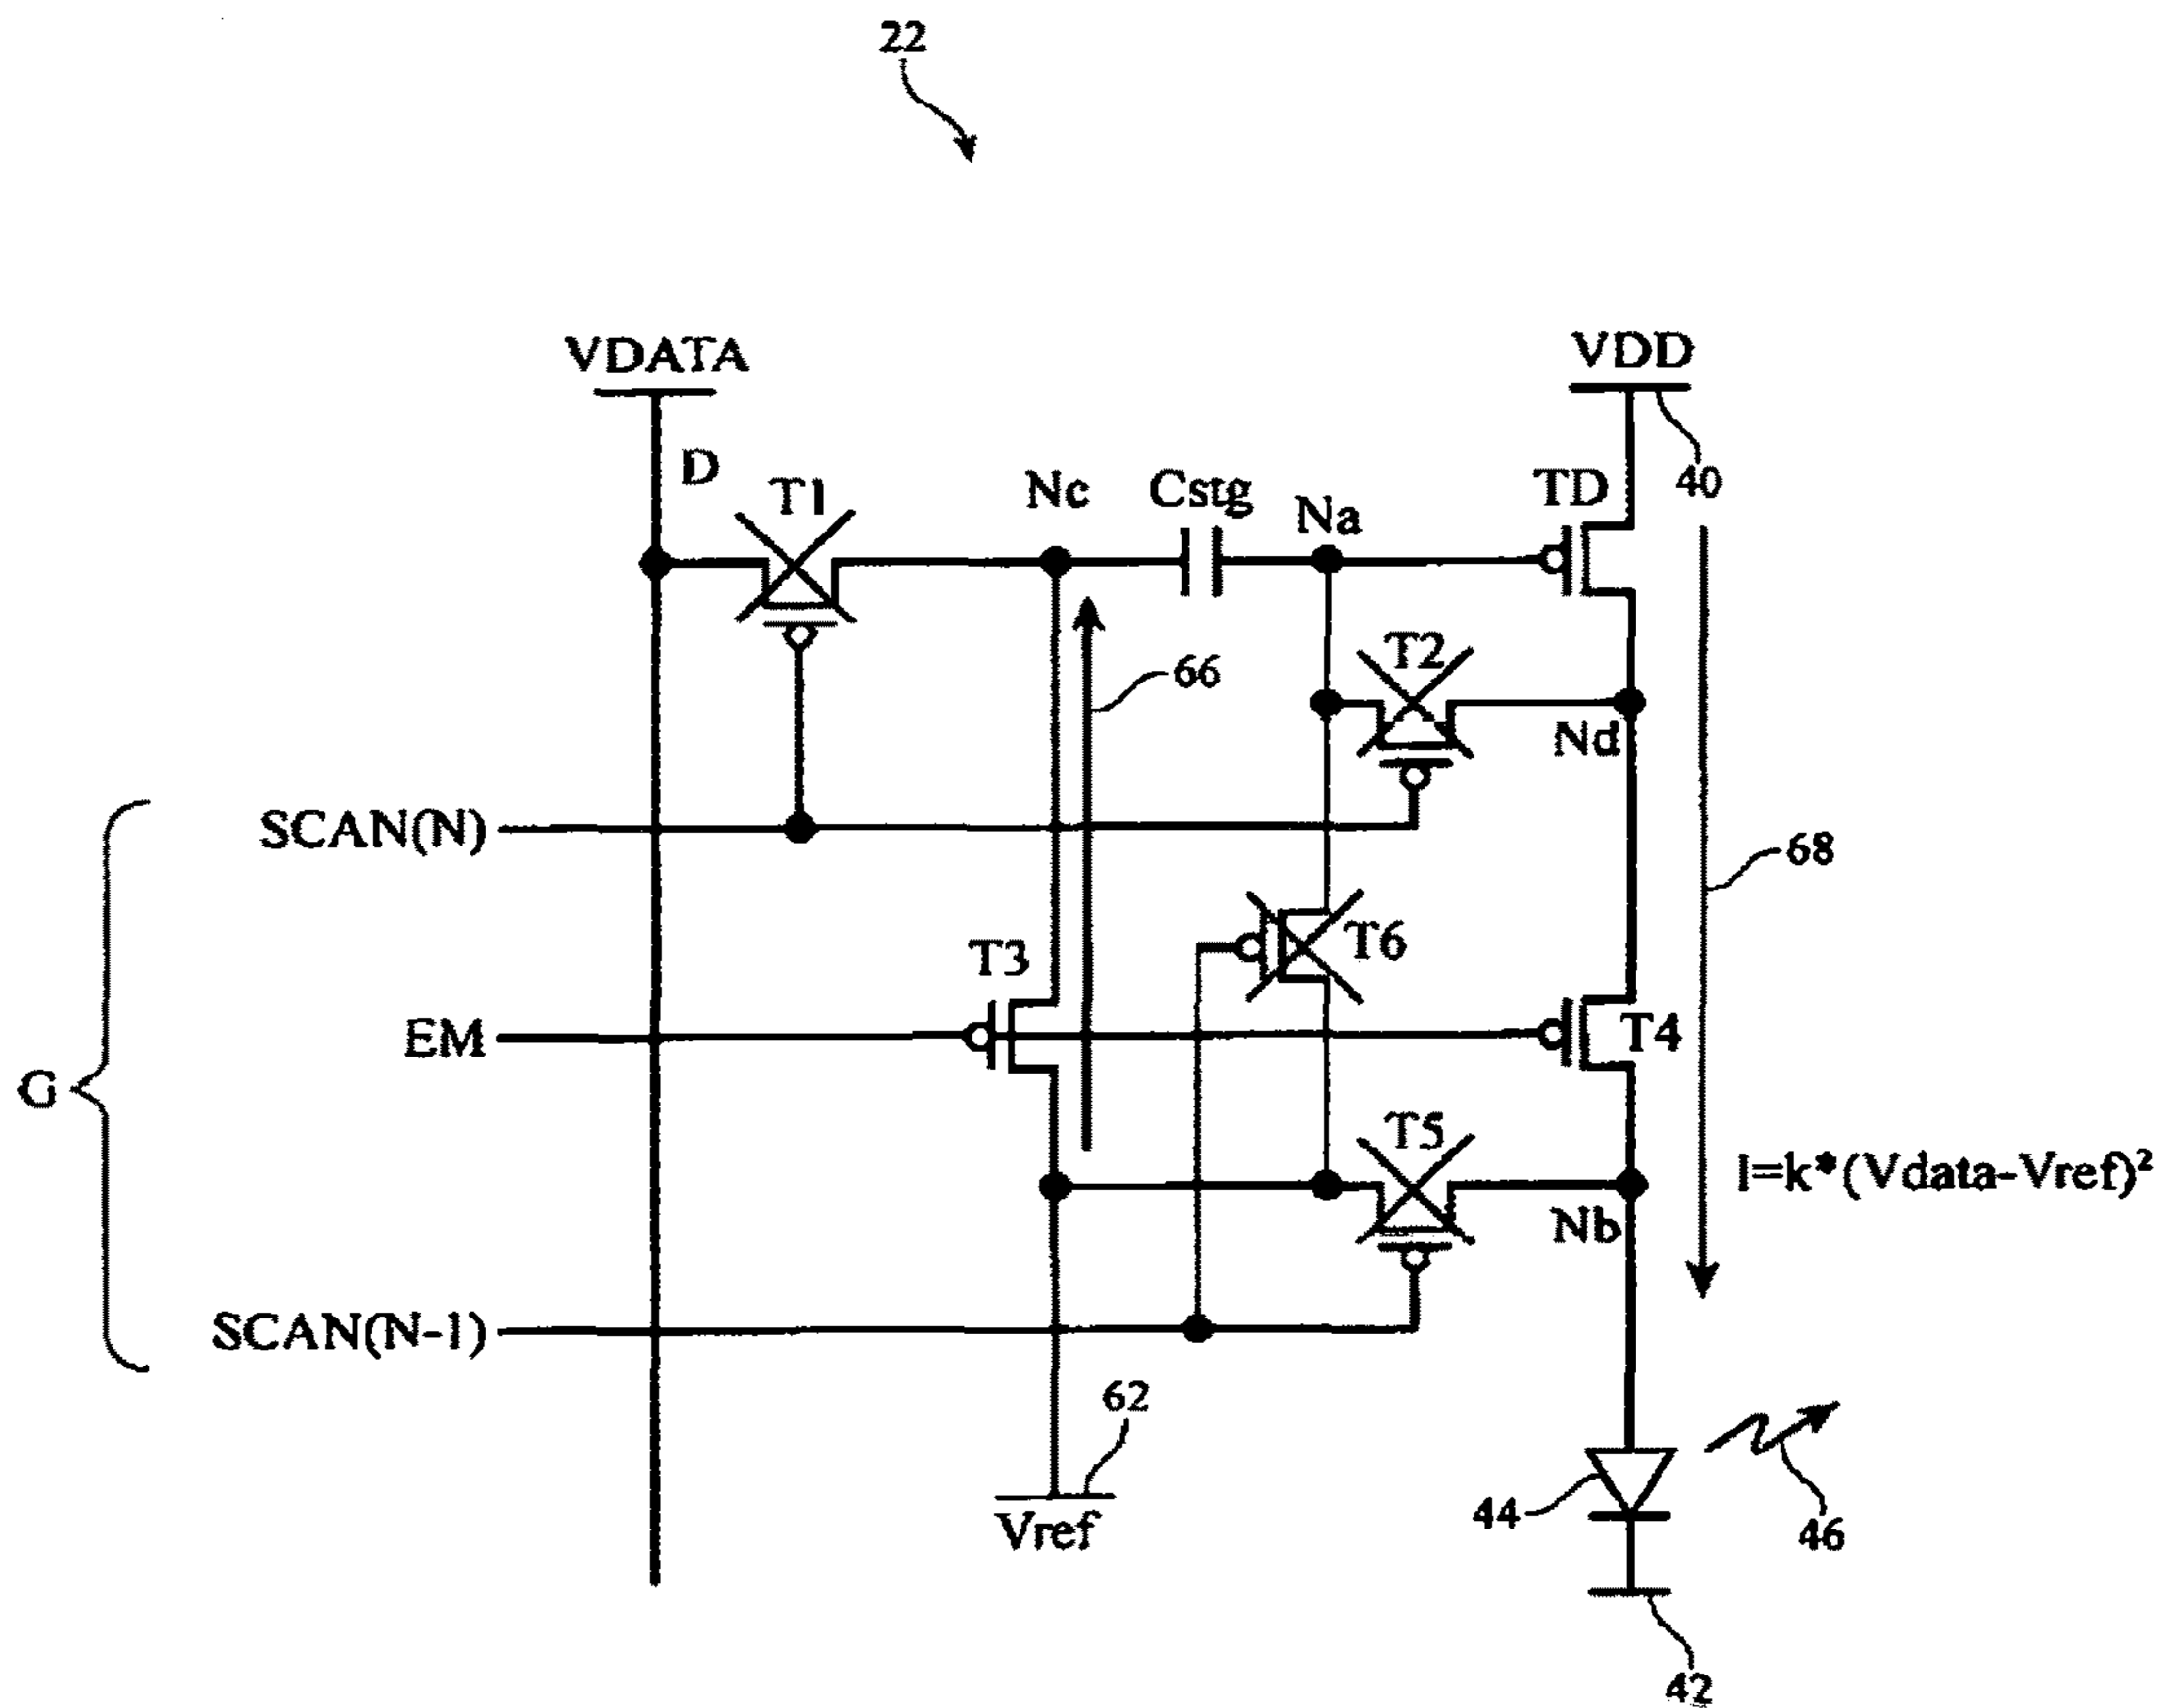 22
VDATA
VDD
D
T1
Nc
Cstg
Na
TD
40
T2
66
Nd
SCAN(N)
68
T3
T6
EM
T4
G
T5
I=k*(Vdata-Vref)²
Nb
SCAN(N-1)
62
Vref
44
46
42